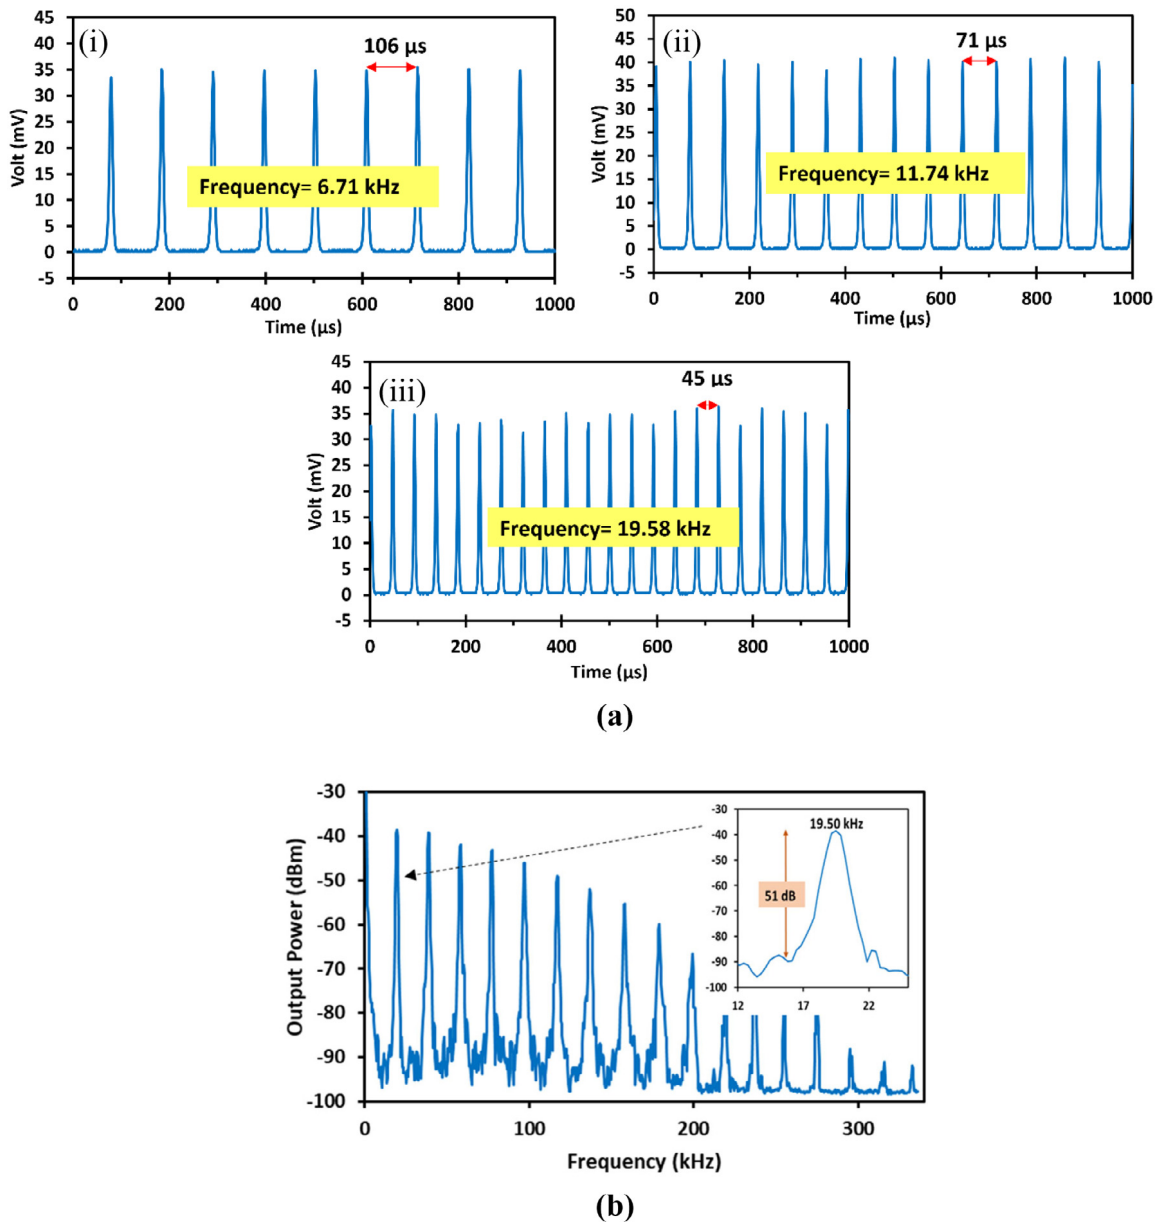 (i)
106 µs
45
40
35
30
25
20
15
10
5
0
-5
Volt (mV)
Frequency= 6.71 kHz
0 200 400 600 800 1000
Time (µs)
(ii)
71 µs
50
45
40
35
30
25
20
15
10
5
0
-5
Volt (mV)
Frequency= 11.74 kHz
0 200 400 600 800 1000
Time (µs)
(iii)
45 µs
45
40
35
30
25
20
15
10
5
0
-5
Volt (mV)
Frequency= 19.58 kHz
0 200 400 600 800 1000
Time (µs)
(a)
-30
-40
-50
-60
-70
-80
-90
-100
Output Power (dBm)
-30
-40
-50
-60
-70
-80
-90
-100
19.50 kHz
51 dB
12 17 22
0 100 200 300
Frequency (kHz)
(b)